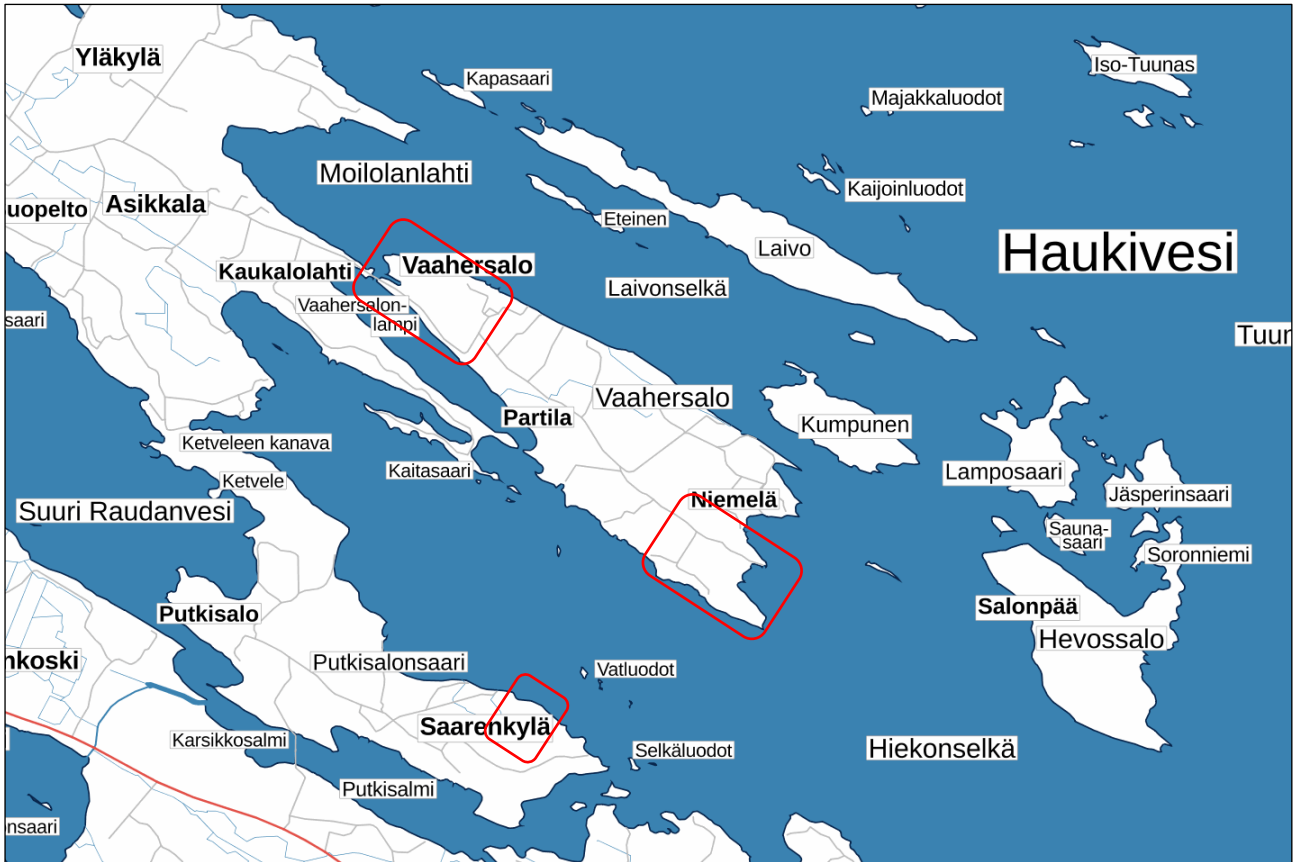 Yläkylä
Iso-Tuunas
Kapasaari
Majakkaluodot
Moilolanlahti
Kaijoinluodot
uopelto
Asikkala
Eteinen
Laivo
Haukivesi
Kaukalolahti
Vaahersalo
Laivonselkä
Vaahersalon-
lampi
saari
Tuur
Vaahersalo
Partila
Kumpunen
Ketveleen kanava
Kaitasaari
Lamposaari
Ketvele
Jäsperinsaari
Niemelä
Suuri Raudanvesi
Sauna-
saari
Soronniemi
Salonpää
Putkisalo
Hevossalo
nkoski
Putkisalonsaari
Vatluodot
Saarenkylä
Karsikkosalmi
Selkäluodot
Hiekonselkä
Putkisalmi
nsaari